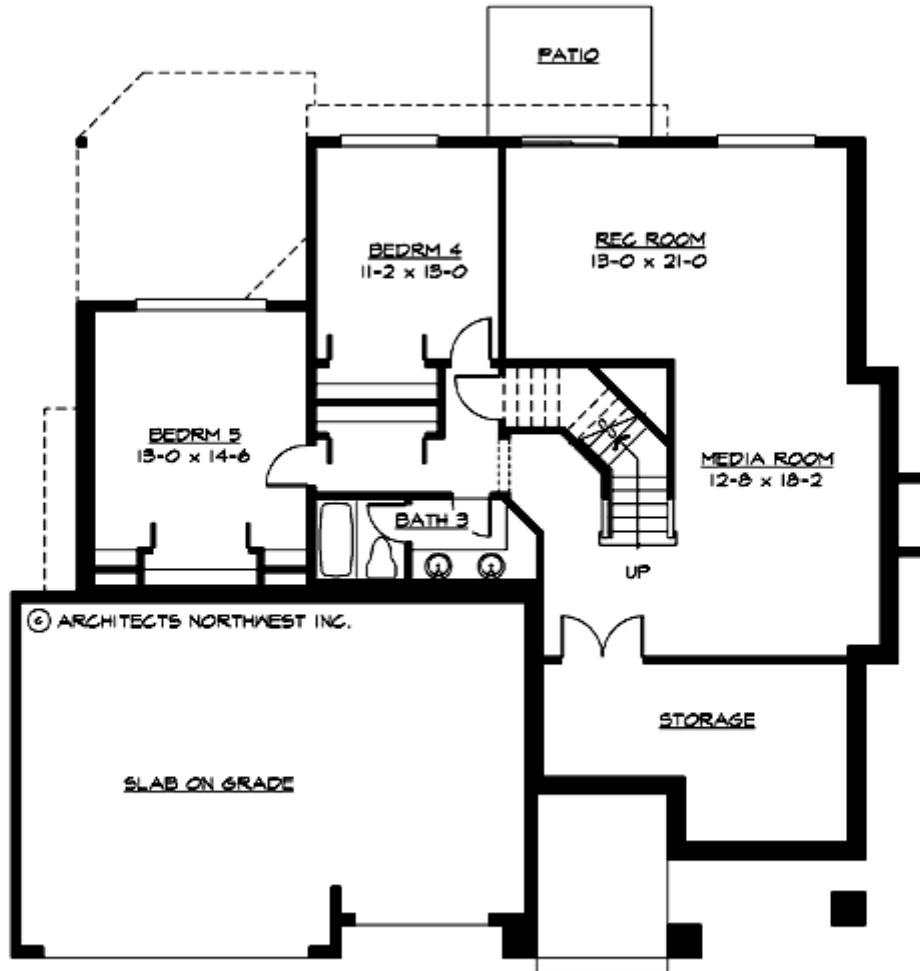 PATIO
BEDRM 4
11-2 x 13-0
REC ROOM
13-0 x 21-0
BEDRM 5
13-0 x 14-6
MEDIA ROOM
12-8 x 18-2
BATH 3
UP
© ARCHITECTS NORTHWEST INC.
STORAGE
SLAB ON GRADE